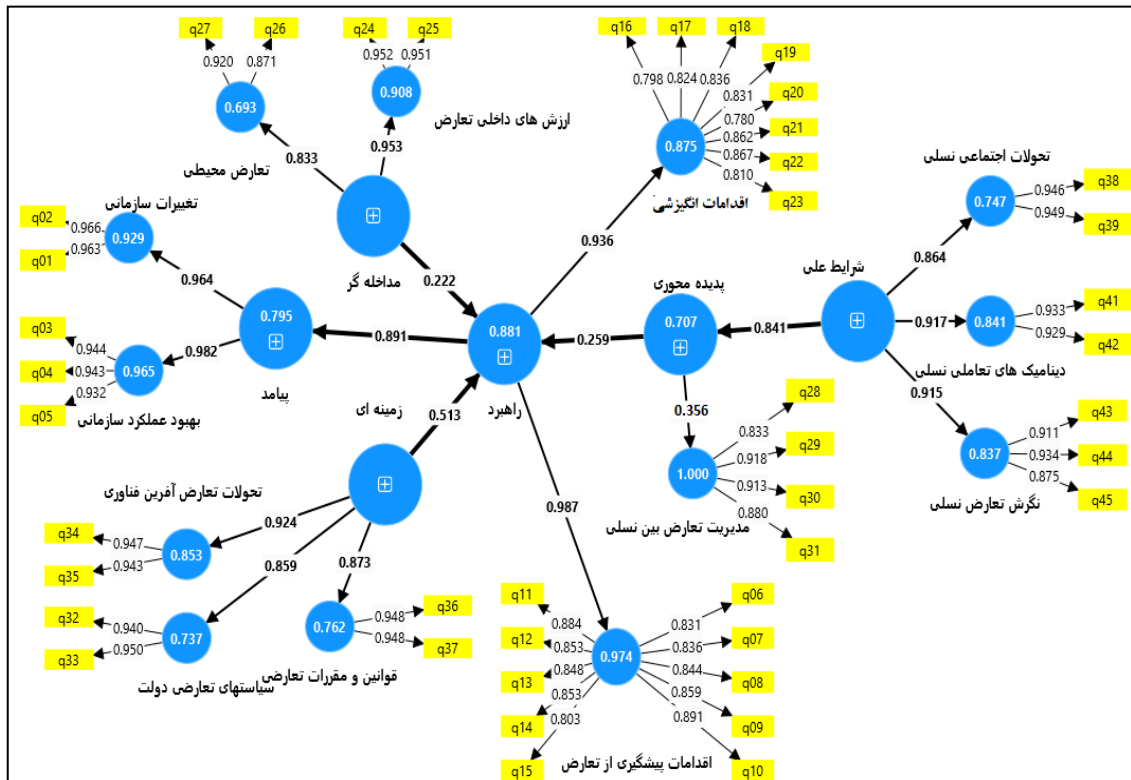 q27
q26
0.920
0.871
0.693
تعارض محیطی
q24
q25
0.952
0.951
0.908
ارزش های داخلی تعارض
0.833
0.953
مداخله گر
0.222
q16
q17
q18
q19
q20
q21
q22
q23
0.798
0.824
0.836
0.831
0.780
0.862
0.867
0.810
0.875
اقدامات انگیزشی
0.936
تحولات اجتماعی نسلی
0.747
0.946
0.949
q38
q39
0.864
شرایط علی
0.917
0.841
0.933
0.929
q41
q42
دینامیک های تعاملی نسلی
0.915
0.837
0.911
0.934
0.875
q43
q44
q45
نگرش تعارض نسلی
0.841
پدیده محوری
0.707
0.259
0.356
1.000
0.833
0.918
0.913
0.880
q28
q29
q30
q31
مدیریت تعارض بین نسلی
0.881
راهبرد
0.891
0.795
پیامد
تغییرات سازمانی
q02
q01
0.966
0.963
0.929
0.964
q03
q04
q05
0.944
0.943
0.932
0.965
0.982
بهبود عملکرد سازمانی
زمینه ای
0.513
تحولات تعارض آفرین فناوری
q34
q35
0.947
0.943
0.853
0.924
q32
q33
0.940
0.950
0.737
0.859
سیاستهای تعارضی دولت
0.873
0.762
0.948
0.948
q36
q37
قوانین و مقررات تعارضی
0.987
0.974
q11
q12
q13
q14
q15
0.884
0.853
0.848
0.853
0.803
q06
q07
q08
q09
q10
0.831
0.836
0.844
0.859
0.891
اقدامات پیشگیری از تعارض